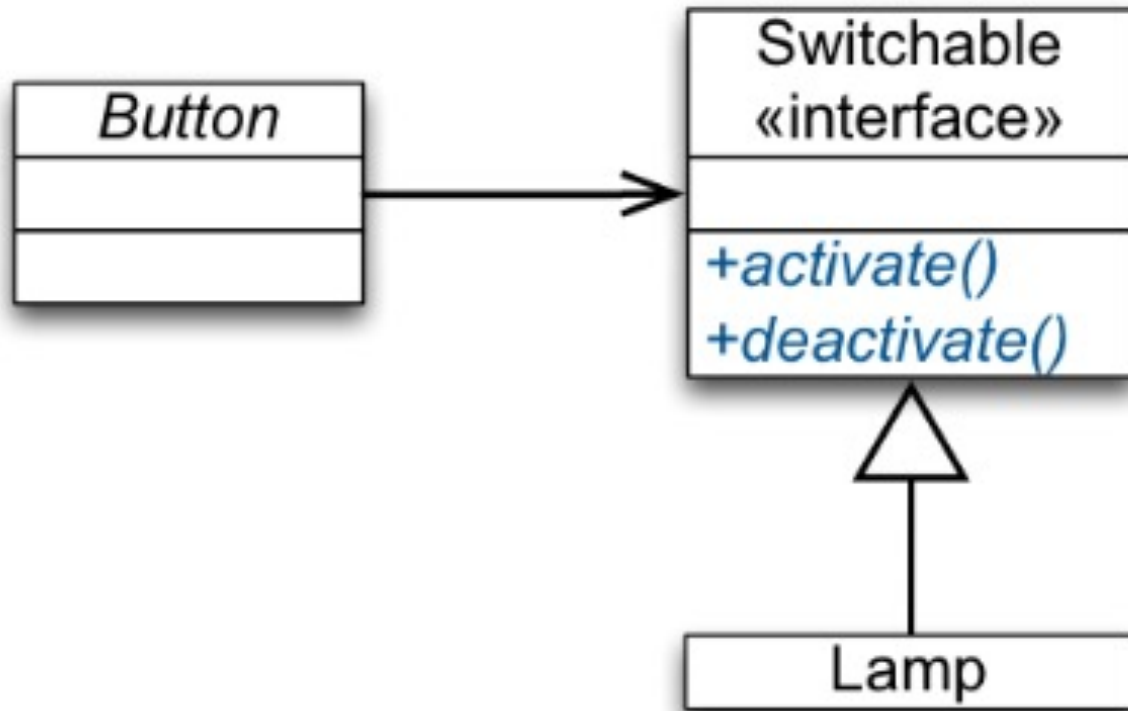 Button
Switchable
«interface»
+activate()
+deactivate()
Lamp